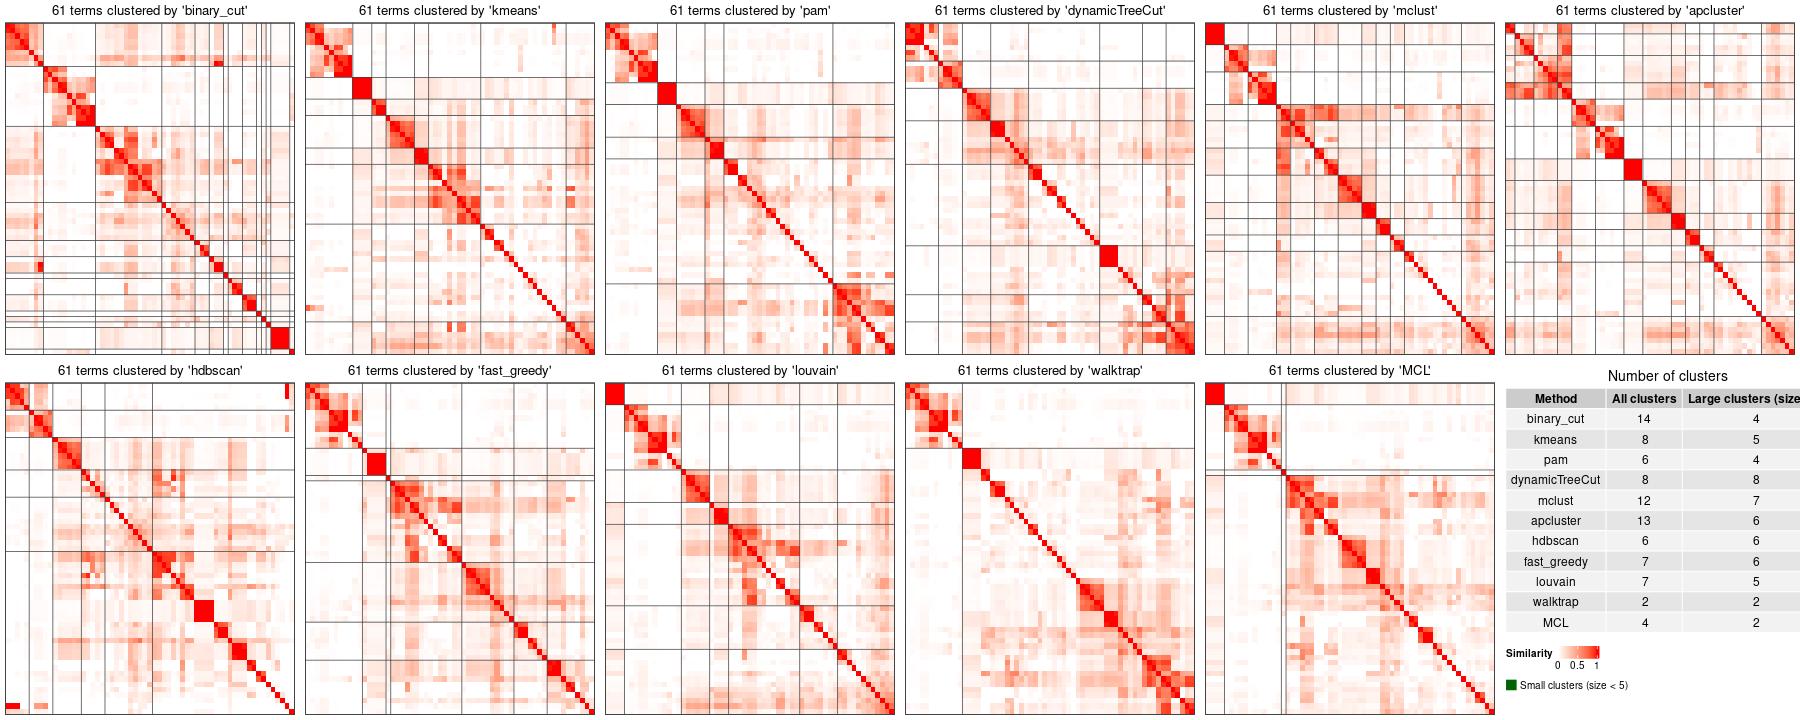 61 terms clustered by 'binary_cut'
61 terms clustered by 'kmeans'
61 terms clustered by 'pam'
61 terms clustered by 'dynamicTreeCut'
61 terms clustered by 'mclust'
61 terms clustered by 'apcluster'
61 terms clustered by 'hdbscan'
61 terms clustered by 'fast_greedy'
61 terms clustered by 'louvain'
61 terms clustered by 'walktrap'
61 terms clustered by 'MCL'
Number of clusters
Method All clusters Large clusters (size
binary_cut 14 4
kmeans 8 5
pam 6 4
dynamicTreeCut 8 8
mclust 12 7
apcluster 13 6
hdbscan 6 6
fast_greedy 7 6
louvain 7 5
walktrap 2 2
MCL 4 2
Similarity
0 0.5 1
Small clusters (size < 5)